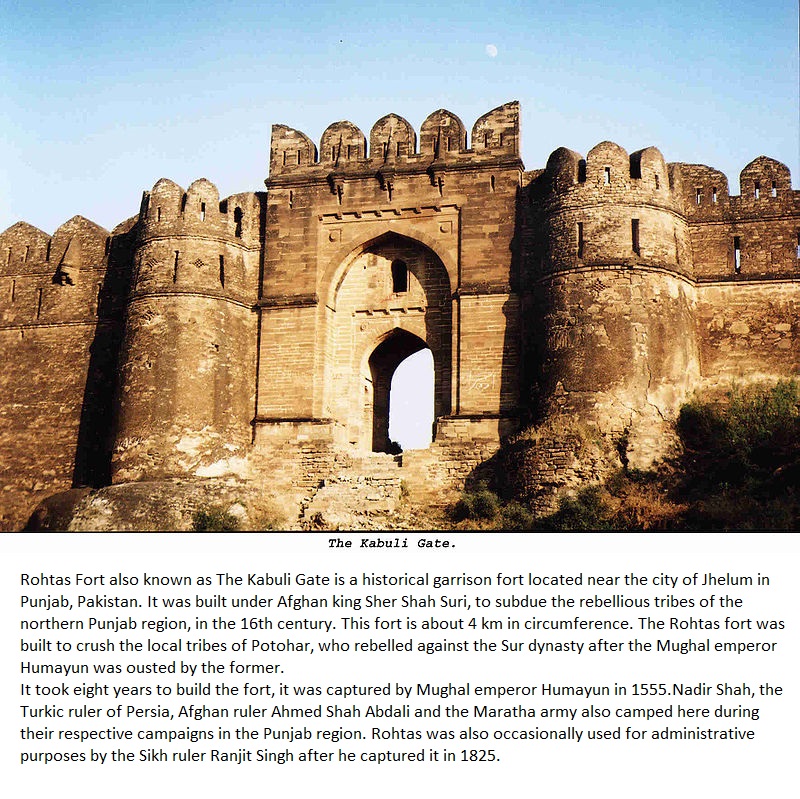 The Kabuli Gate.
Rohtas Fort also known as The Kabuli Gate is a historical garrison fort located near the city of Jhelum in
Punjab, Pakistan. It was built under Afghan king Sher Shah Suri, to subdue the rebellious tribes of the
northern Punjab region, in the 16th century. This fort is about 4 km in circumference. The Rohtas fort was
built to crush the local tribes of Potohar, who rebelled against the Sur dynasty after the Mughal emperor
Humayun was ousted by the former.
It took eight years to build the fort, it was captured by Mughal emperor Humayun in 1555.Nadir Shah, the
Turkic ruler of Persia, Afghan ruler Ahmed Shah Abdali and the Maratha army also camped here during
their respective campaigns in the Punjab region. Rohtas was also occasionally used for administrative
purposes by the Sikh ruler Ranjit Singh after he captured it in 1825.